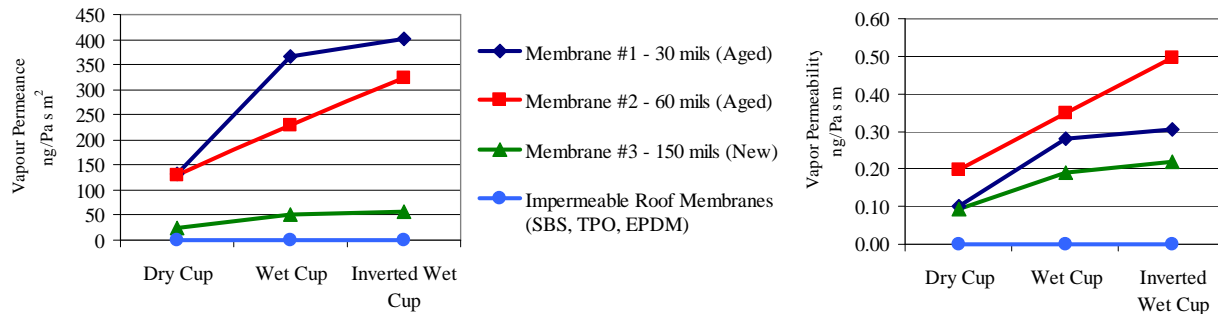 Vapour Permeance
ng/Pa s m²
450
400
350
300
250
200
150
100
50
0
Dry Cup
Wet Cup
Inverted Wet
Cup
Membrane #1 - 30 mils (Aged)
Membrane #2 - 60 mils (Aged)
Membrane #3 - 150 mils (New)
Impermeable Roof Membranes
(SBS, TPO, EPDM)
Vapor Permeability
ng/Pa s m
0.60
0.50
0.40
0.30
0.20
0.10
0.00
Dry Cup
Wet Cup
Inverted
Wet Cup